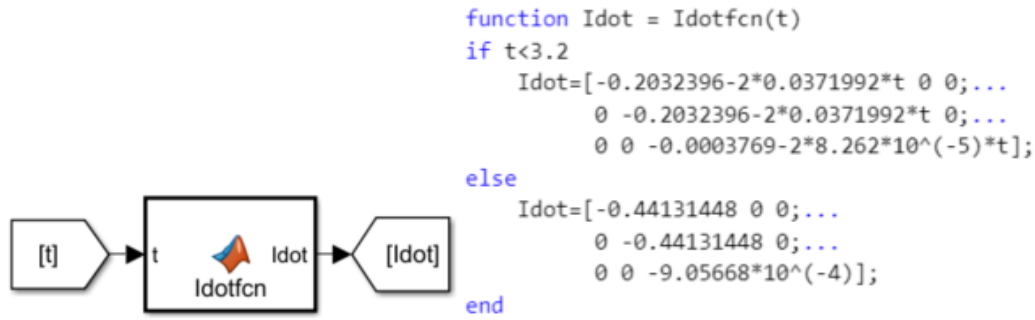 function Idot = Idotfcn(t)
if t<3.2
Idot=[-0.2032396-2*0.0371992*t 0 0;...
0 -0.2032396-2*0.0371992*t 0;...
0 0 -0.0003769-2*8.262*10^(-5)*t];
else
Idot=[-0.44131448 0 0;...
0 -0.44131448 0;...
0 0 -9.05668*10^(-4)];
end
[t]
t
Idot
Idotfcn
[Idot]